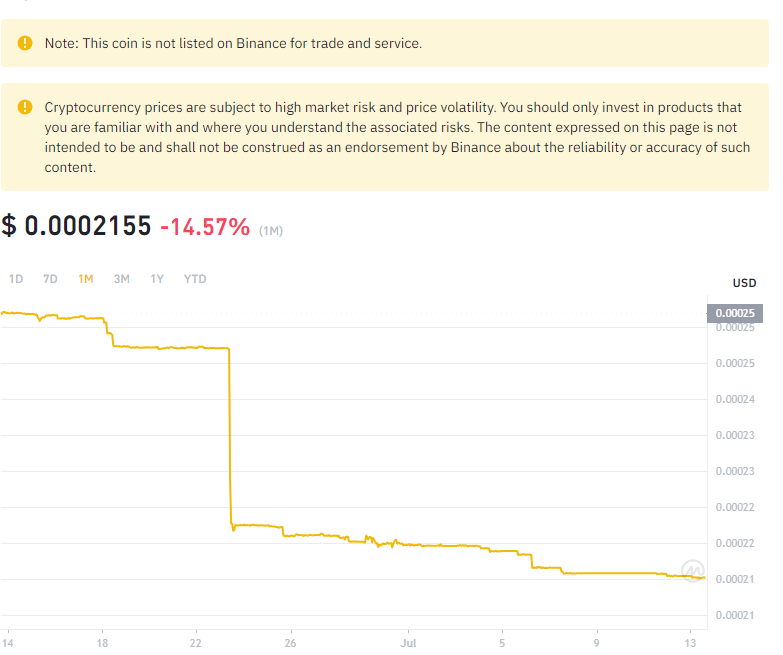 Note: This coin is not listed on Binance for trade and service.
Cryptocurrency prices are subject to high market risk and price volatility. You should only invest in products that
you are familiar with and where you understand the associated risks. The content expressed on this page is not
intended to be and shall not be construed as an endorsement by Binance about the reliability or accuracy of such
content.
$ 0.0002155 -14.57% (1M)
1D 7D 1M 3M 1Y YTD
USD
0.00025
0.00025
0.00025
0.00024
0.00023
0.00023
0.00022
0.00022
0.00021
0.00021
14 18 22 26 Jul 5 9 13